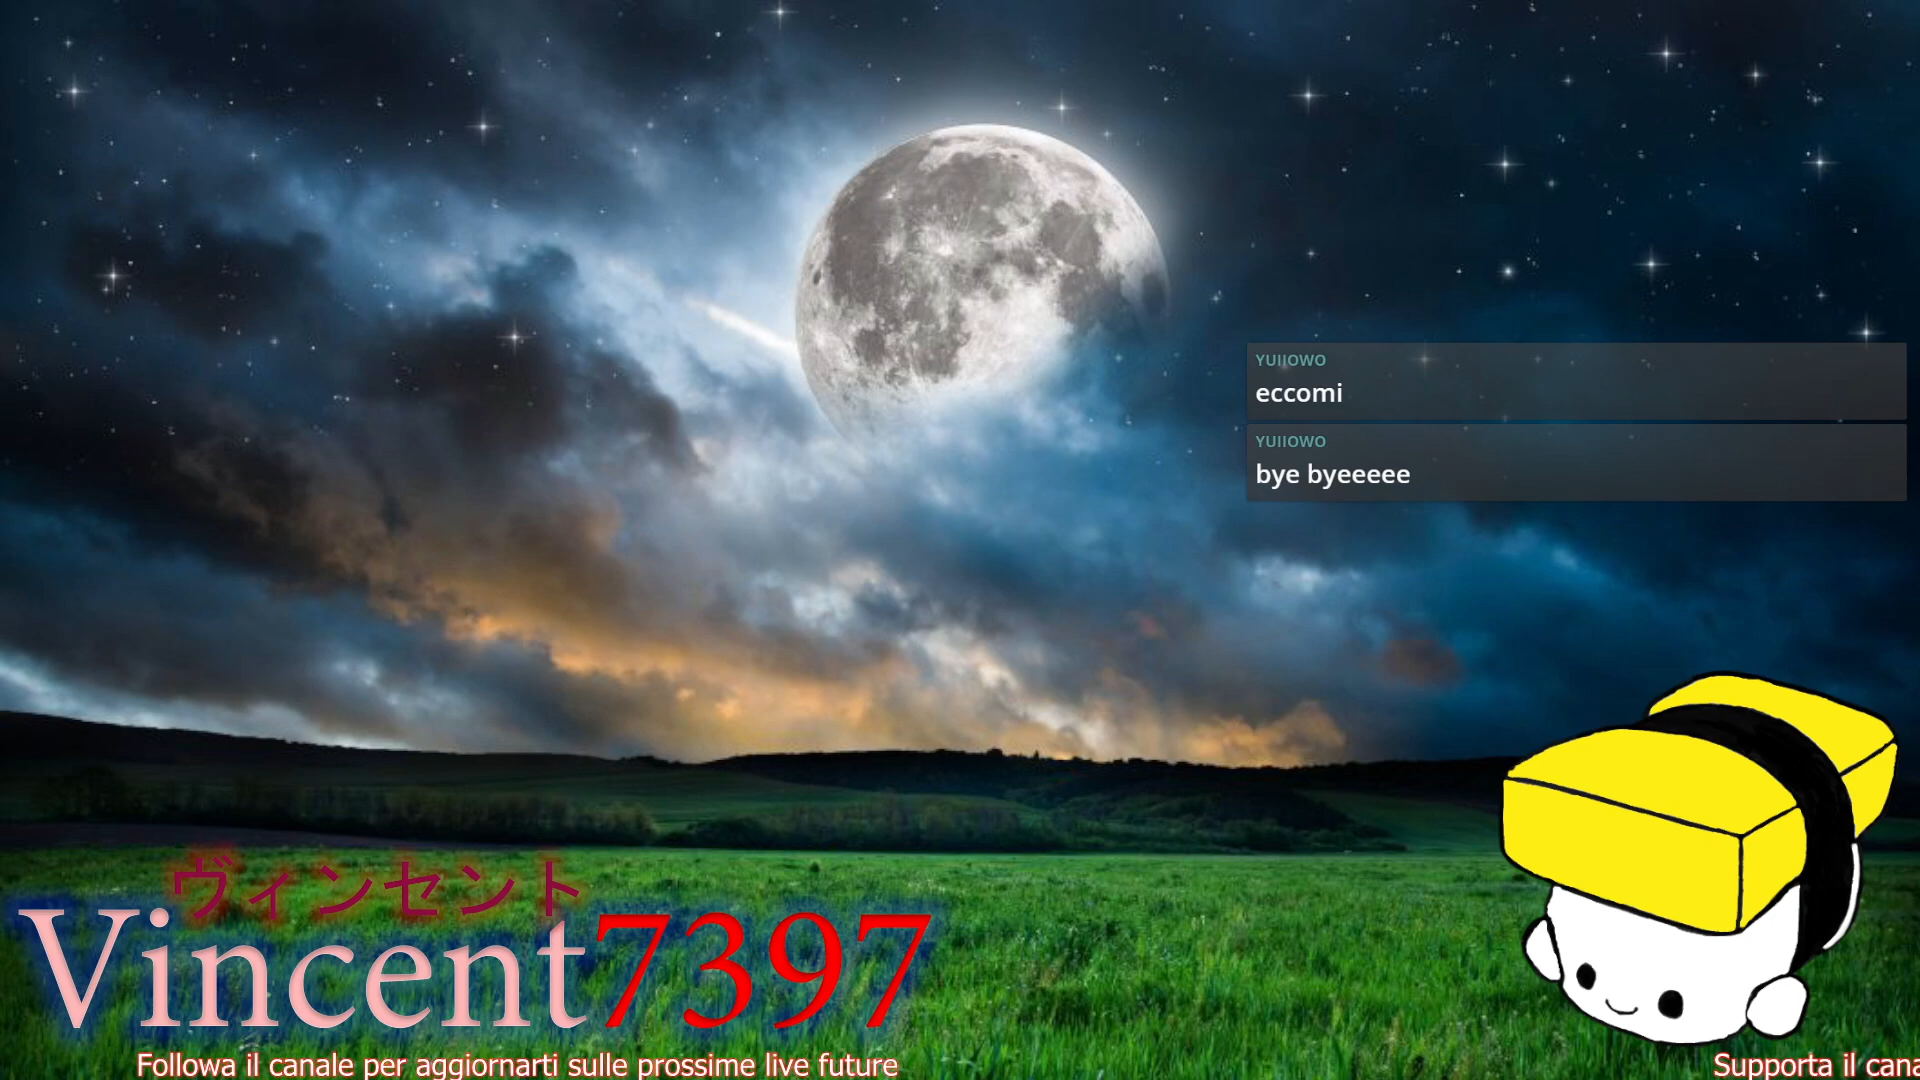 YUIIOWO
eccomi
YUIIOWO
bye byeeeee
ヴィンセント
Vincent7397
Followa il canale per aggiornarti sulle prossime live future
Supporta il